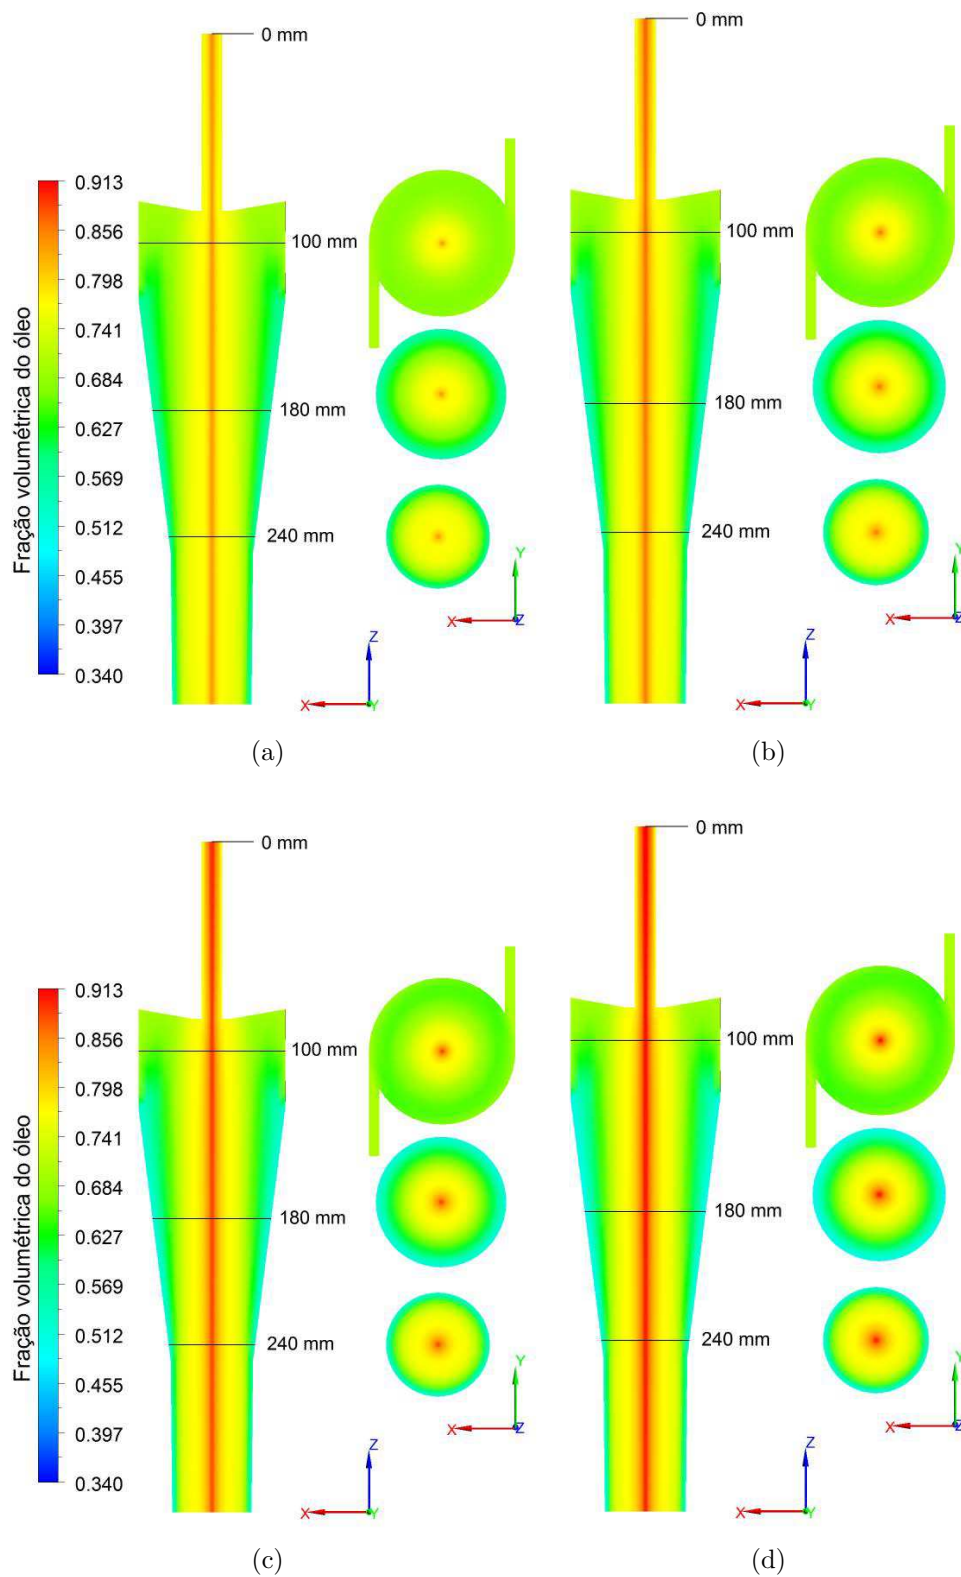 0 mm
0 mm
Fração volumétrica do óleo
0.913
0.856
0.798
0.741
0.684
0.627
0.569
0.512
0.455
0.397
0.340
100 mm
180 mm
240 mm
Y
X
Z
Z
X
Y
100 mm
180 mm
240 mm
Y
X
Z
Z
X
Y
(a)
(b)
0 mm
0 mm
Fração volumétrica do óleo
0.913
0.856
0.798
0.741
0.684
0.627
0.569
0.512
0.455
0.397
0.340
100 mm
180 mm
240 mm
Y
X
Z
Z
X
Y
100 mm
180 mm
240 mm
Y
X
Z
Z
X
Y
(c)
(d)